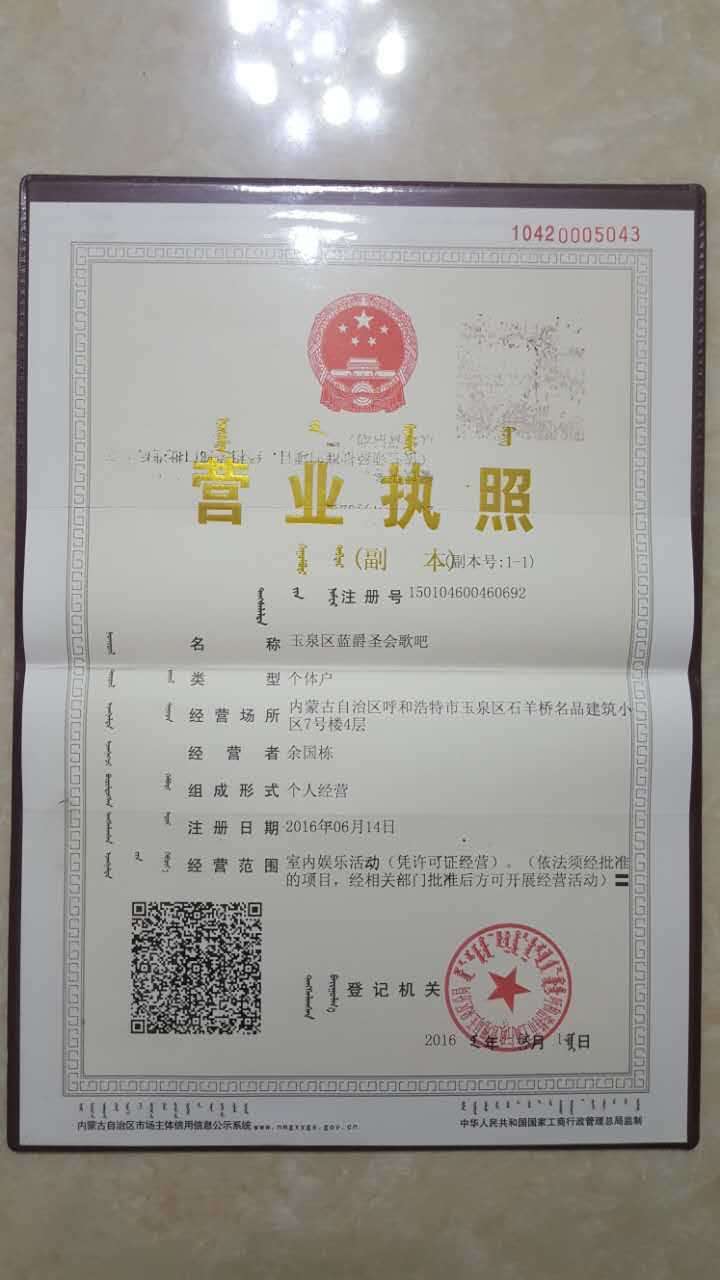 10420005043
营业执照
(副 本)(副本号:1-1)
注册号 150104600460692
名 称 玉泉区蓝爵圣会歌吧
类 型 个体户
经营场所 内蒙古自治区呼和浩特市玉泉区石羊桥名品建筑小
区7号楼4层
经 营 者 余国栋
组成形式 个人经营
注册日期 2016年06月14日
经营范围 室内娱乐活动（凭许可证经营）。（依法须经批准
的项目，经相关部门批准后方可开展经营活动）
登记机关
2016 年 月 日
内蒙古自治区市场主体信用信息公示系统 www.nmgxygs.gov.cn
中华人民共和国国家工商行政管理总局监制